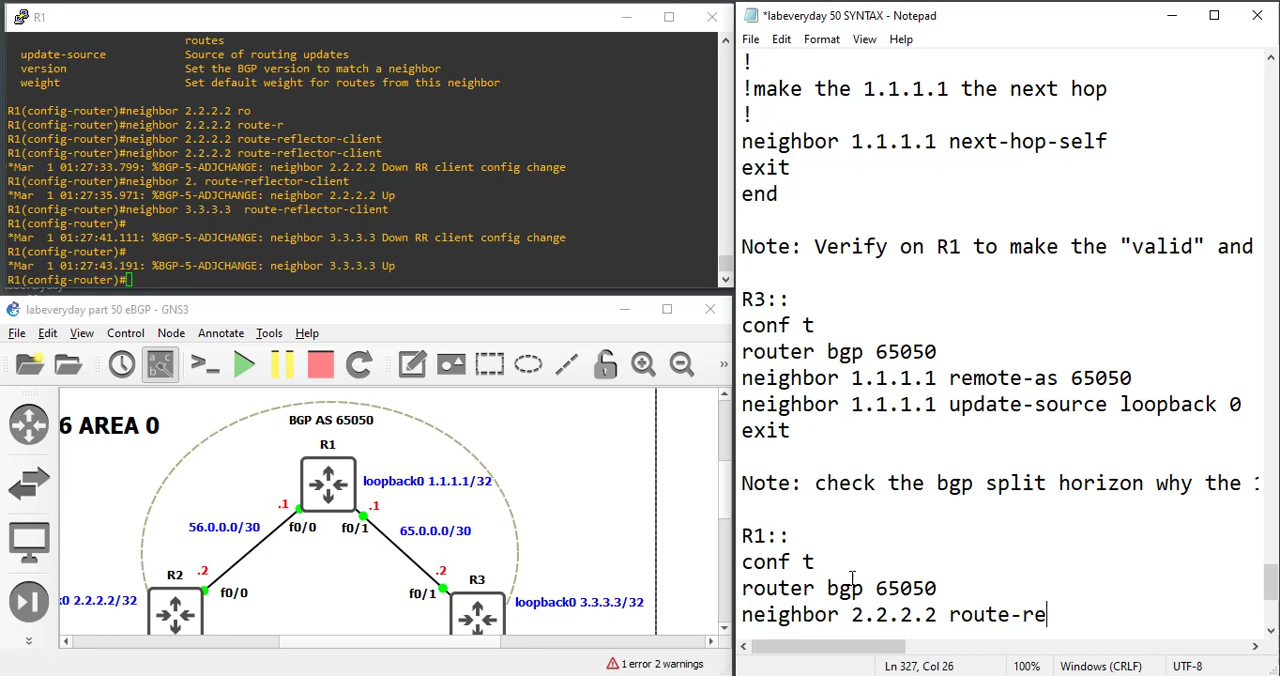 R1
routes
update-source Source of routing updates
version Set the BGP version to match a neighbor
weight Set default weight for routes from this neighbor
R1(config-router)#neighbor 2.2.2.2 ro
R1(config-router)#neighbor 2.2.2.2 route-r
R1(config-router)#neighbor 2.2.2.2 route-reflector-client
R1(config-router)#neighbor 2.2.2.2 route-reflector-client
*Mar 1 01:27:33.799: %BGP-5-ADJCHANGE: neighbor 2.2.2.2 Down RR client config change
R1(config-router)#neighbor 2. route-reflector-client
*Mar 1 01:27:35.971: %BGP-5-ADJCHANGE: neighbor 2.2.2.2 Up
R1(config-router)#neighbor 3.3.3.3  route-reflector-client
R1(config-router)#
*Mar 1 01:27:41.111: %BGP-5-ADJCHANGE: neighbor 3.3.3.3 Down RR client config change
R1(config-router)#
*Mar 1 01:27:43.191: %BGP-5-ADJCHANGE: neighbor 3.3.3.3 Up
R1(config-router)#
labeveryday part 50 eBGP - GNS3
File Edit View Control Node Annotate Tools Help
6 AREA 0
BGP AS 65050
R1
loopback0 1.1.1.1/32
.1
.1
56.0.0.0/30
f0/0
f0/1
65.0.0.0/30
.2
.2
R2
f0/0
f0/1
R3
k0 2.2.2.2/32
loopback0 3.3.3.3/32
1 error 2 warnings
*labeveryday 50 SYNTAX - Notepad
File Edit Format View Help
!
!make the 1.1.1.1 the next hop
!
neighbor 1.1.1.1 next-hop-self
exit
end
Note: Verify on R1 to make the "valid" and
R3::
conf t
router bgp 65050
neighbor 1.1.1.1 remote-as 65050
neighbor 1.1.1.1 update-source loopback 0
exit
Note: check the bgp split horizon why the
R1::
conf t
router bgp 65050
neighbor 2.2.2.2 route-re
Ln 327, Col 26 100% Windows (CRLF) UTF-8